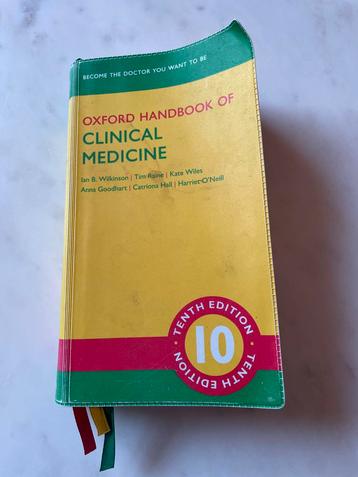 BECOME THE DOCTOR YOU WANT TO BE
OXFORD HANDBOOK OF
CLINICAL
MEDICINE
Ian B. Wilkinson | Tim Raine | Kate Wiles
Anna Goodhart | Catriona Hall | Harriet O'Neill
TENTH EDITION
10
TENTH EDITION